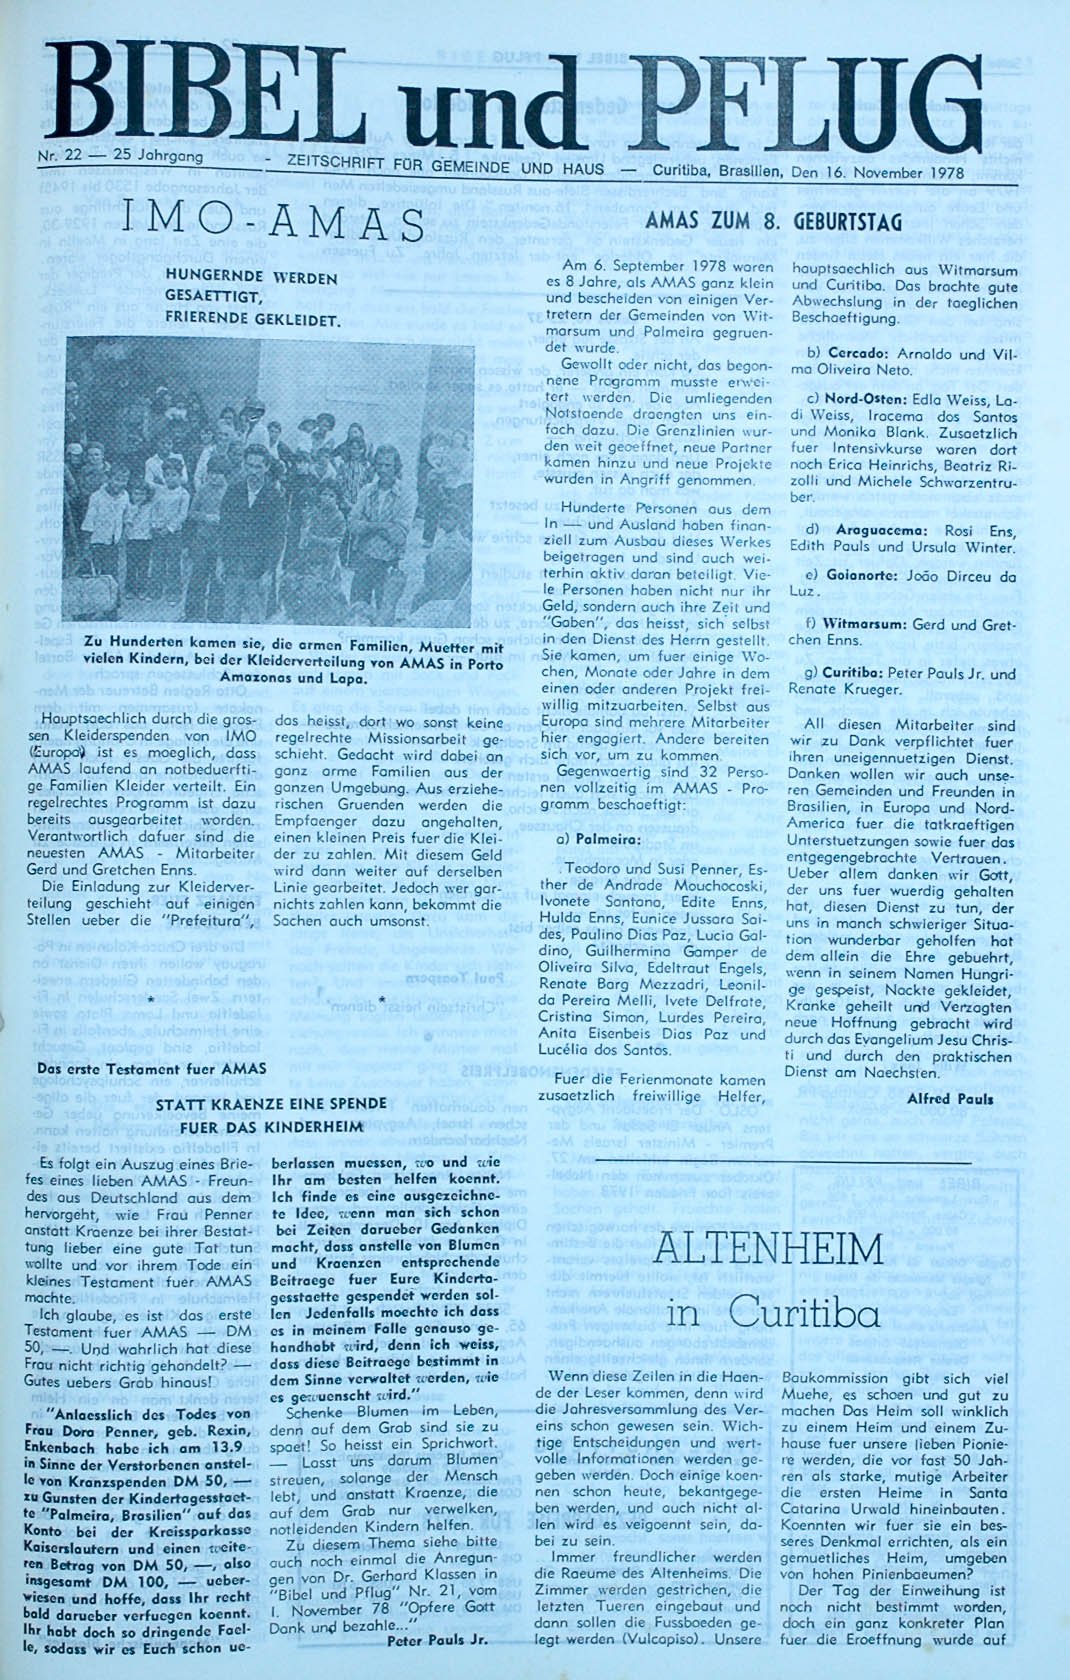 BIBEL und PFLUG
Nr. 22 — 25 Jahrgang - ZEITSCHRIFT FÜR GEMEINDE UND HAUS — Curitiba, Brasilien, Den 16. November 1978
IMO-AMAS
HUNGERNDE WERDEN
GESAETTIGT,
FRIERENDE GEKLEIDET.
Zu Hunderten kamen sie, die armen Familien, Muetter mit
vielen Kindern, bei der Kleiderverteilung von AMAS in Porto
Amazonas und Lapa.
Hauptsaechlich durch die gros-
sen Kleiderspenden von IMO
(Europa) ist es moeglich, dass
AMAS laufend an notbeduerfti-
ge Familien Kleider verteilt. Ein
regelrechtes Programm ist dazu
bereits ausgearbeitet worden.
Verantwortlich dafuer sind die
neuesten AMAS - Mitarbeiter
Gerd und Gretchen Enns.
Die Einladung zur Kleiderver-
teilung geschieht auf einigen
Stellen ueber die "Prefeitura",
das heisst, dort wo sonst keine
regelrechte Missionsarbeit ge-
schieht. Gedacht wird dabei an
ganz arme Familien aus der
ganzen Umgebung. Aus erziehe-
rischen Gruenden werden die
Empfaenger dazu angehalten,
einen kleinen Preis fuer die Klei-
der zu zahlen. Mit diesem Geld
wird dann weiter auf derselben
Linie gearbeitet. Jedoch wer gar-
nichts zahlen kann, bekommt die
Sachen auch umsonst.
* *
Das erste Testament fuer AMAS
STATT KRAENZE EINE SPENDE
FUER DAS KINDERHEIM
Es folgt ein Auszug eines Brie-
fes eines lieben AMAS - Freun-
des aus Deutschland aus dem
hervorgeht, wie Frau Penner
anstatt Kraenze bei ihrer Bestat-
tung lieber eine gute Tat tun
wollte und vor ihrem Tode ein
kleines Testament fuer AMAS
machte.
Ich glaube, es ist das erste
Testament fuer AMAS — DM
50, —. Und wahrlich hat diese
Frau nicht richtig gehandelt? —
Gutes uebers Grab hinaus!
"Anlaesslich des Todes von
Frau Dora Penner, geb. Rexin,
Enkenbach habe ich am 13.9
in Sinne der Verstorbenen anstel-
le von Kranzspenden DM 50, —
zu Gunsten der Kindertagesstaet-
te "Palmeira, Brasilien" auf das
Konto bei der Kreissparkasse
Kaiserslautern und einen weite-
ren Betrag von DM 50, —, also
insgesamt DM 100, — ueber-
wiesen und hoffe, dass Ihr recht
bald darueber verfuegen koennt.
Ihr habt doch so dringende Fael-
le, sodass wir es Euch schon ue-
berlassen muessen, wo und wie
Ihr am besten helfen koennt.
Ich finde es eine ausgezeichne-
te Idee, wenn man sich schon
bei Zeiten darueber Gedanken
macht, dass anstelle von Blumen
und Kraenzen entsprechende
Beitraege fuer Eure Kinderta-
gesstaette gespendet werden sol-
len Jedenfalls moechte ich dass
es in meinem Falle genauso ge-
handhabt wird, denn ich weiss,
dass diese Beitraege bestimmt in
dem Sinne verwaltet werden, wie
es gewuenscht wird."
Schenke Blumen im Leben,
denn auf dem Grab sind sie zu
spaet! So heisst ein Sprichwort.
— Lasst uns darum Blumen
streuen, solange der Mensch
lebt, und anstatt Kraenze, die
auf dem Grab nur verwelken,
notleidenden Kindern helfen.
Zu diesem Thema siehe bitte
auch noch einmal die Anregun-
gen von Dr. Gerhard Klassen in
"Bibel und Pflug" Nr. 21, vom
1. November 78 "Opfere Gott
Dank und bezahle..."
Peter Pauls Jr.
AMAS ZUM 8. GEBURTSTAG
Am 6. September 1978 waren
es 8 Jahre, als AMAS ganz klein
und bescheiden von einigen Ver-
tretern der Gemeinden von Wit-
marsum und Palmeira gegruen-
det wurde.
Gewollt oder nicht, das begon-
nene Programm musste erwei-
tert werden. Die umliegenden
Notstaende draengten uns ein-
fach dazu. Die Grenzlinien wur-
den weit geoeffnet, neue Partner
kamen hinzu und neue Projekte
wurden in Angriff genommen.
Hunderte Personen aus dem
In — und Ausland haben finan-
ziell zum Ausbau dieses Werkes
beigetragen und sind auch wei-
terhin aktiv daran beteiligt. Vie-
le Personen haben nicht nur ihr
Geld, sondern auch ihre Zeit und
"Gaben", das heisst, sich selbst
in den Dienst des Herrn gestellt.
Sie kamen, um fuer einige Wo-
chen, Monate oder Jahre in dem
einen oder anderen Projekt frei-
willig mitzuarbeiten. Selbst aus
Europa sind mehrere Mitarbeiter
hier engagiert. Andere bereiten
sich vor, um zu kommen.
Gegenwaertig sind 32 Perso-
nen vollzeitig im AMAS - Pro-
gramm beschaeftigt:
a) Palmeira:
Teodoro und Susi Penner, Es-
ther de Andrade Mouchocoski,
Ivonete Santana, Edite Enns,
Hulda Enns, Eunice Jussara Sai-
des, Paulino Dias Paz, Lucia Gal-
dino, Guilhermina Gamper de
Oliveira Silva, Edeltraut Engels,
Renate Barg Mezzadri, Leonil-
da Pereira Melli, Ivete Delfrate,
Cristina Simon, Lurdes Pereira,
Anita Eisenbeis Dias Paz und
Lucélia dos Santos.
Fuer die Ferienmonate kamen
zusaetzlich freiwillige Helfer,
hauptsaechlich aus Witmarsum
und Curitiba. Das brachte gute
Abwechslung in der taeglichen
Beschaeftigung.
b) Cercado: Arnaldo und Vil-
ma Oliveira Neto.
c) Nord-Osten: Edla Weiss, La-
di Weiss, Iracema dos Santos
und Monika Blank. Zusaetzlich
fuer Intensivkurse waren dort
noch Erica Heinrichs, Beatriz Ri-
zolli und Michele Schwarzentru-
ber.
d) Araguacema: Rosi Ens,
Edith Pauls und Ursula Winter.
e) Goianorte: João Dirceu da
Luz.
f) Witmarsum: Gerd und Gret-
chen Enns.
g) Curitiba: Peter Pauls Jr. und
Renate Krueger.
All diesen Mitarbeiter sind
wir zu Dank verpflichtet fuer
ihren uneigennuetzigen Dienst.
Danken wollen wir auch unse-
ren Gemeinden und Freunden in
Brasilien, in Europa und Nord-
America fuer die tatkraeftigen
Unterstuetzungen sowie fuer das
entgegengebrachte Vertrauen.
Ueber allem danken wir Gott,
der uns fuer wuerdig gehalten
hat, diesen Dienst zu tun, der
uns in manch schwieriger Situa-
tion wunderbar geholfen hat
dem allein die Ehre gebuehrt,
wenn in seinem Namen Hungri-
ge gespeist, Nackte gekleidet,
Kranke geheilt und Verzagten
neue Hoffnung gebracht wird
durch das Evangelium Jesu Chris-
ti und durch den praktischen
Dienst am Naechsten.
Alfred Pauls
ALTENHEIM
in Curitiba
Wenn diese Zeilen in die Haen-
de der Leser kommen, denn wird
die Jahresversammlung des Ver-
eins schon gewesen sein. Wich-
tige Entscheidungen und wert-
volle Informationen werden ge-
geben werden. Doch einige koen-
nen schon heute, bekantgege-
ben werden, und auch nicht al-
len wird es veigoennt sein, da-
bei zu sein.
Immer freundlicher werden
die Raeume des Altenheims. Die
Zimmer werden gestrichen, die
letzten Tueren eingebaut und
dann sollen die Fussboeden ge-
legt werden (Vulcapiso). Unsere
Baukommission gibt sich viel
Muehe, es schoen und gut zu
machen Das Heim soll winklich
zu einem Heim und einem Zu-
hause fuer unsere lieben Pionie-
re werden, die vor fast 50 Jah-
ren als starke, mutige Arbeiter
die ersten Heime in Santa
Catarina Urwald hineinbauten.
Koennten wir fuer sie ein bes-
seres Denkmal errichten, als ein
gemuetliches Heim, umgeben
von hohen Pinienbaeumen?
Der Tag der Einweihung ist
noch nicht bestimmt worden,
doch ein ganz konkreter Plan
fuer die Eroeffnung wurde auf